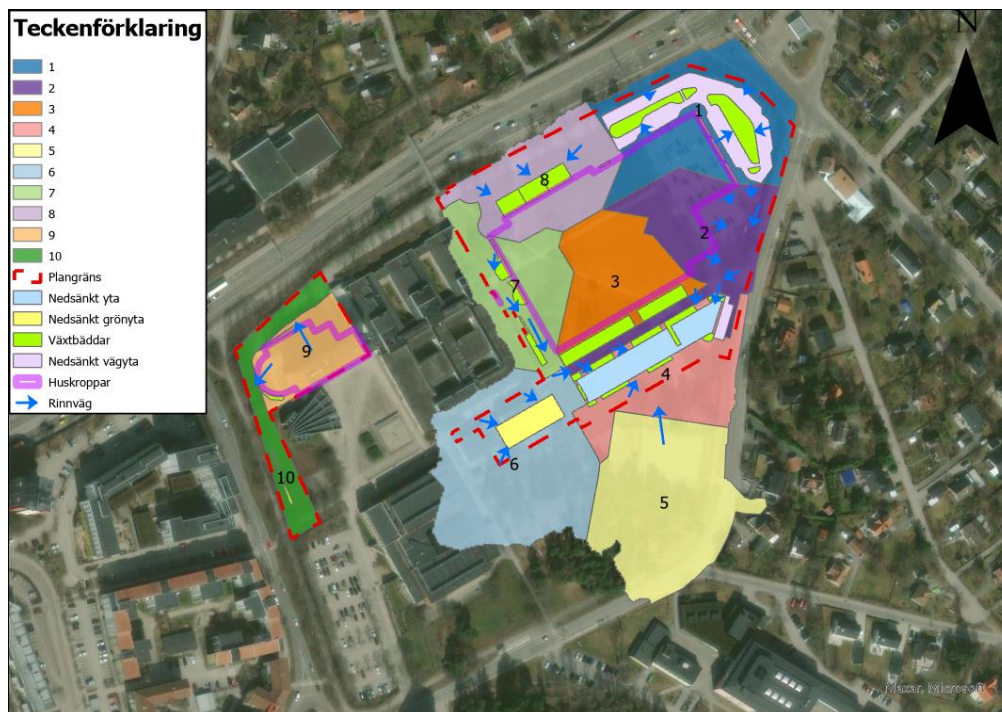 Teckenförklaring
1
2
3
4
5
6
7
8
9
10
Plangräns
Nedsänkt yta
Nedsänkt grönyta
Växtbäddar
Nedsänkt vägyta
Huskroppar
Rinnväg
N
1
8
2
3
7
9
4
6
10
5
Maxar, Microsoft